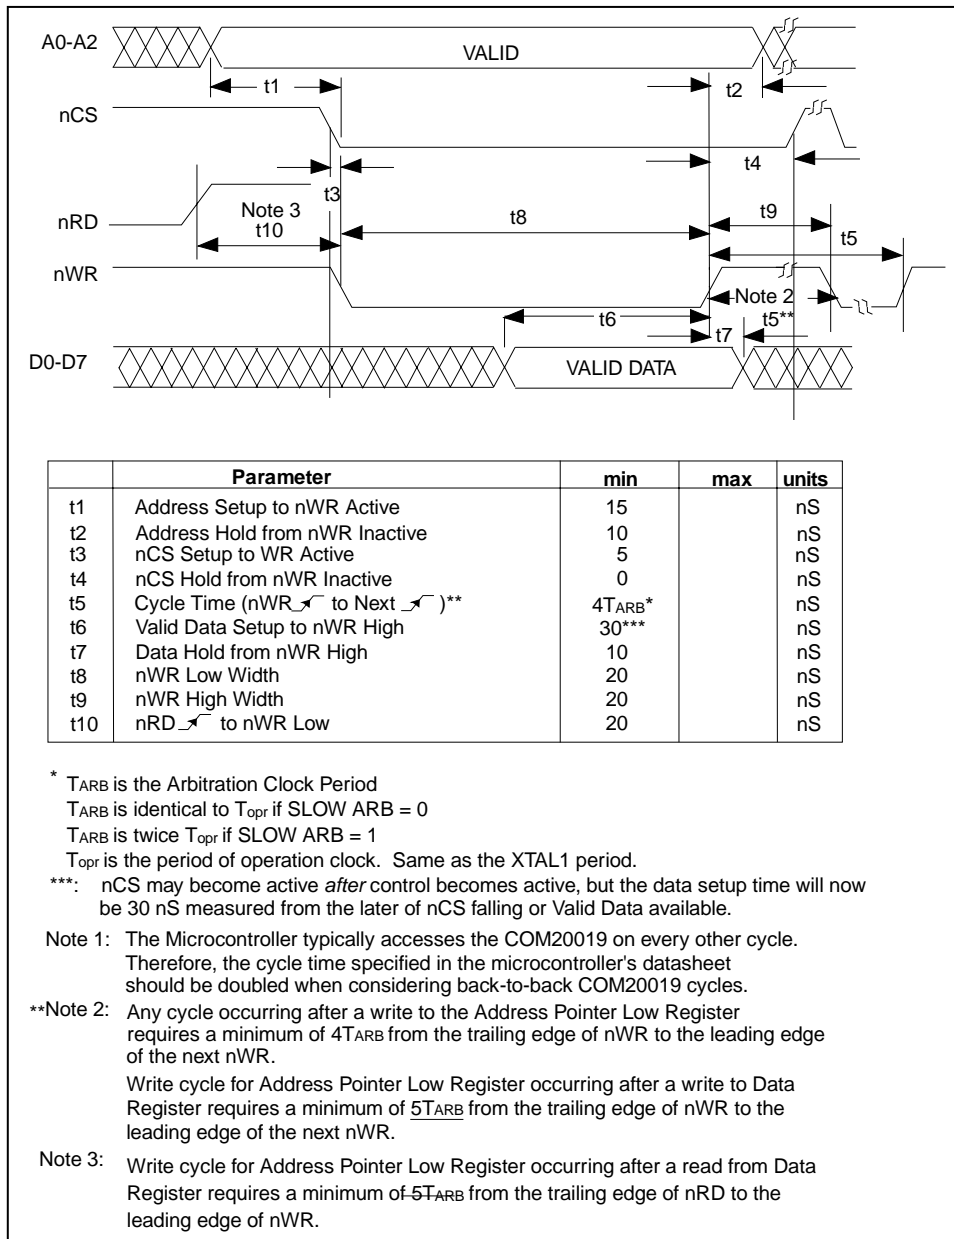 A0-A2
VALID
t1
t2
nCS
t4
t3
nRD
Note 3
t10
t8
t9
t5
nWR
Note 2
t5**
t6
t7
D0-D7
VALID DATA
Parameter min max units
t1 Address Setup to nWR Active 15 nS
t2 Address Hold from nWR Inactive 10 nS
t3 nCS Setup to WR Active 5 nS
t4 nCS Hold from nWR Inactive 0 nS
t5 Cycle Time (nWR to Next )** 4TARB* nS
t6 Valid Data Setup to nWR High 30*** nS
t7 Data Hold from nWR High 10 nS
t8 nWR Low Width 20 nS
t9 nWR High Width 20 nS
t10 nRD to nWR Low 20 nS
* TARB is the Arbitration Clock Period
TARB is identical to Topr if SLOW ARB = 0
TARB is twice Topr if SLOW ARB = 1
Topr is the period of operation clock. Same as the XTAL1 period.
***: nCS may become active after control becomes active, but the data setup time will now
be 30 nS measured from the later of nCS falling or Valid Data available.
Note 1: The Microcontroller typically accesses the COM20019 on every other cycle.
Therefore, the cycle time specified in the microcontroller's datasheet
should be doubled when considering back-to-back COM20019 cycles.
**Note 2: Any cycle occurring after a write to the Address Pointer Low Register
requires a minimum of 4TARB from the trailing edge of nWR to the leading edge
of the next nWR.
Write cycle for Address Pointer Low Register occurring after a write to Data
Register requires a minimum of 5TARB from the trailing edge of nWR to the
leading edge of the next nWR.
Note 3: Write cycle for Address Pointer Low Register occurring after a read from Data
Register requires a minimum of 5TARB from the trailing edge of nRD to the
leading edge of nWR.